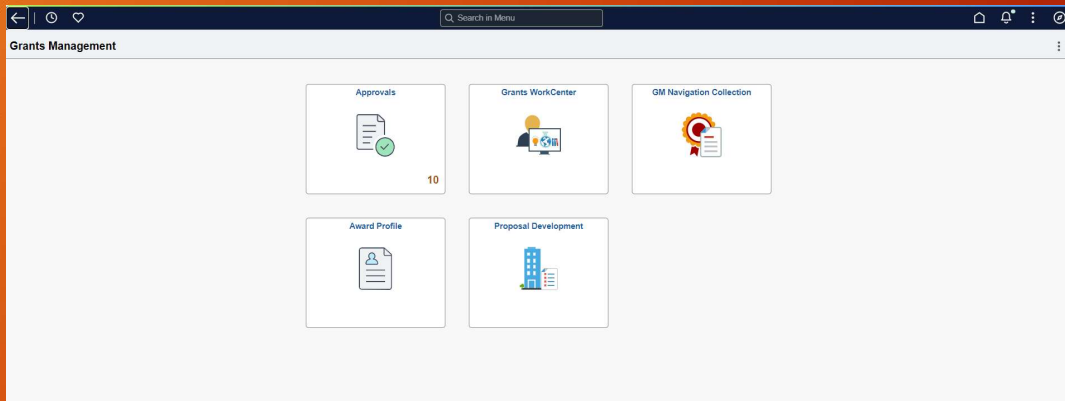 Search in Menu
Grants Management
Approvals
Grants WorkCenter
GM Navigation Collection
10
Award Profile
Proposal Development